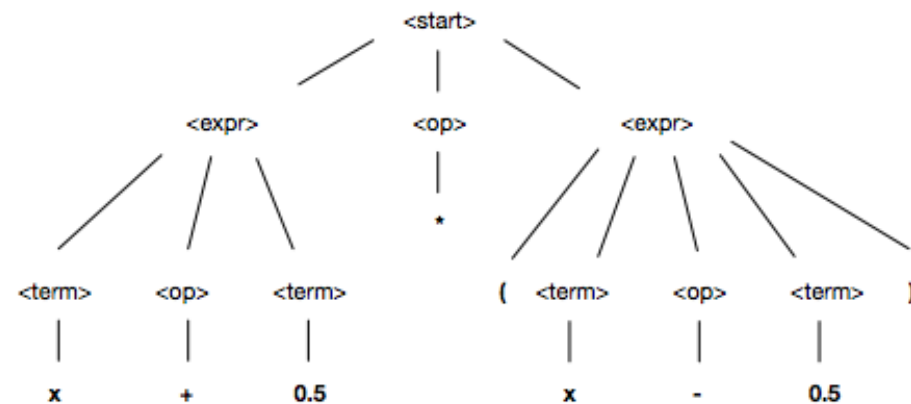 <start>
<expr> <op> <expr>
*
<term> <op> <term> ( <term> <op> <term> )
x + 0.5 x - 0.5